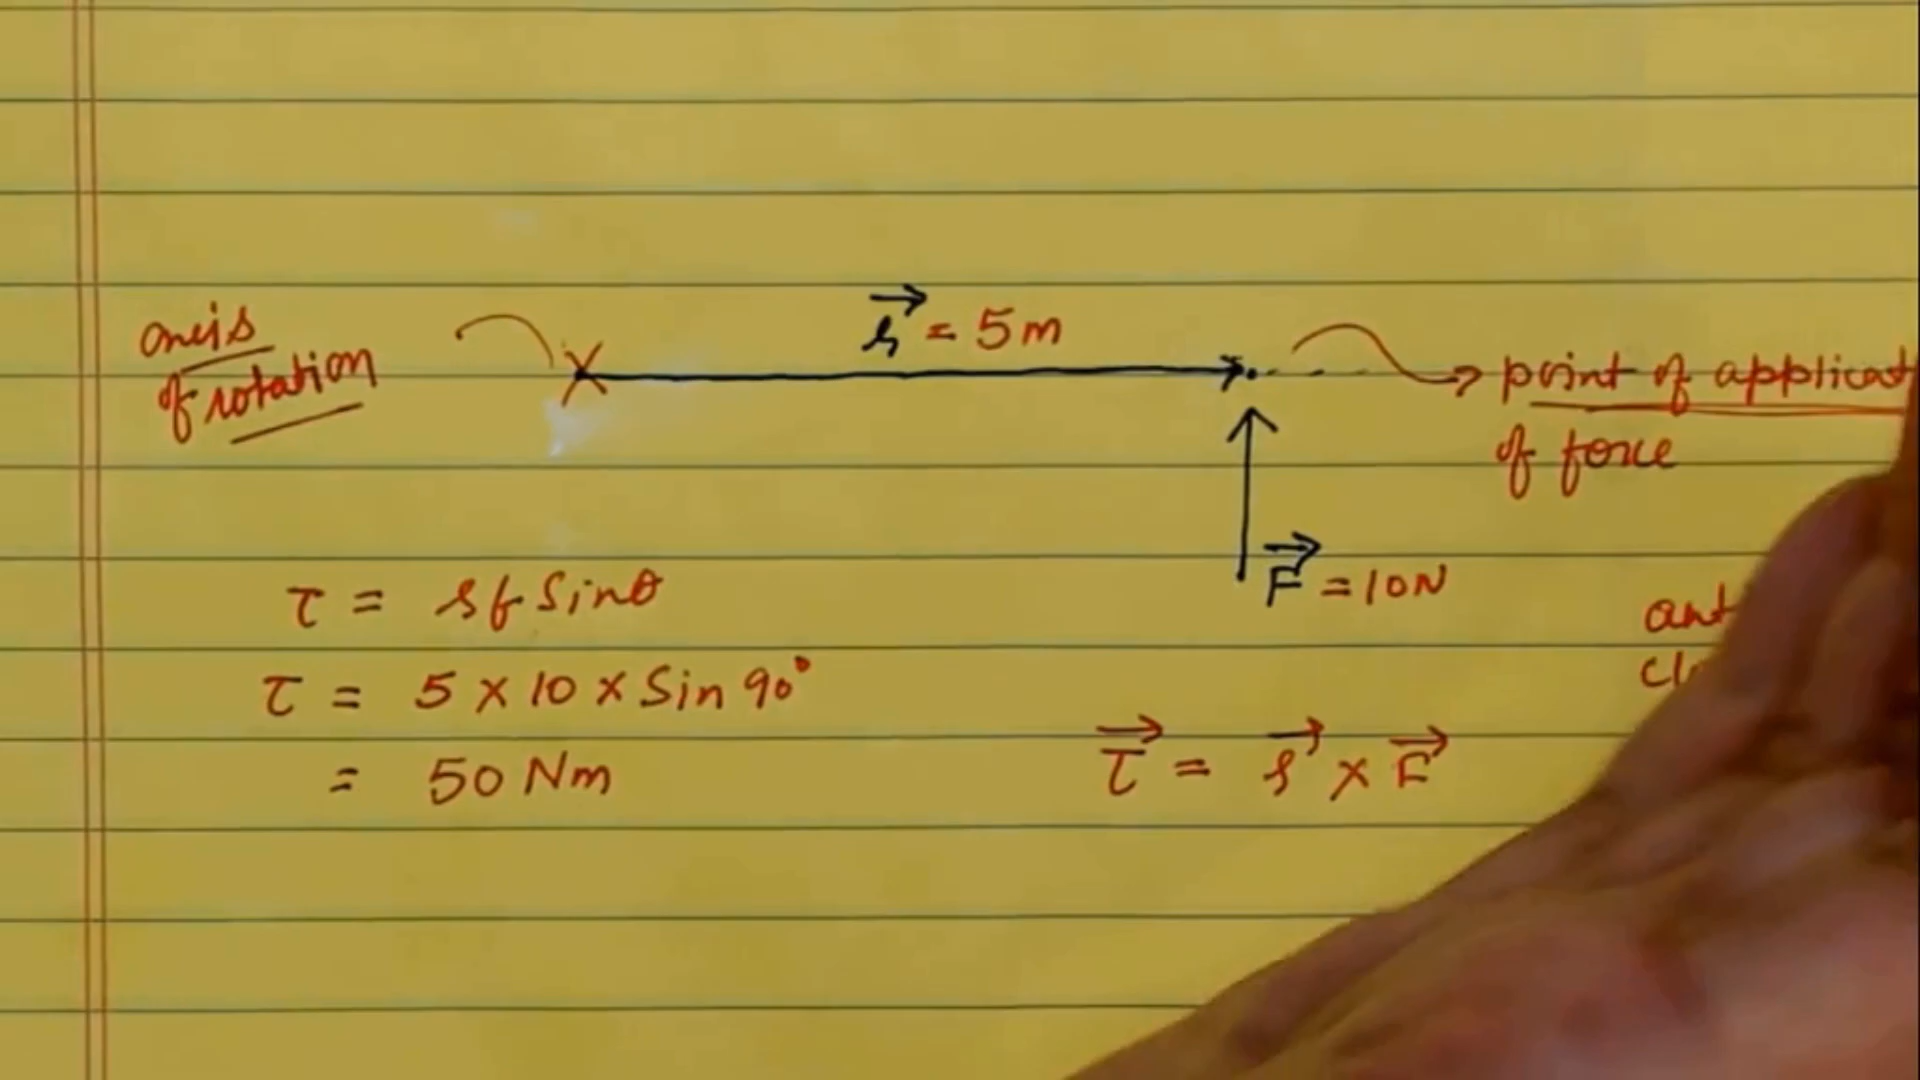 axis
of rotation
r⃗ = 5m
point of applicat
of force
F⃗ = 10N
τ = rf Sinθ
τ = 5 × 10 × Sin 90°
= 50 Nm
τ⃗ = r⃗ × F⃗